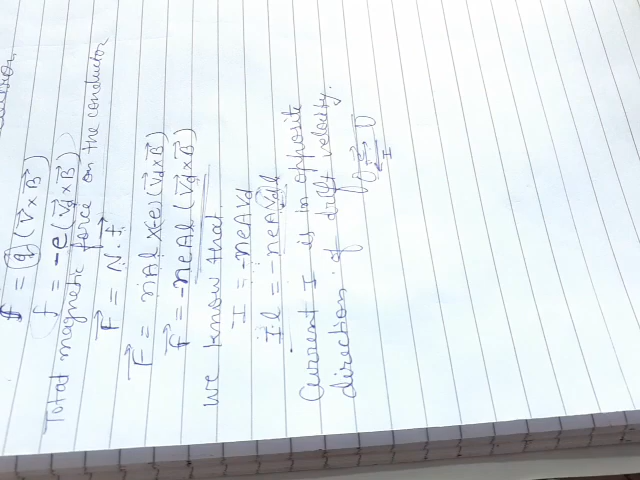 f = (q) (V⃗ × B⃗)
f = -e (V⃗d × B⃗)
Total magnetic force on the conductor
F⃗ = N. f⃗
F⃗ = nAl × (-e) (V⃗d × B⃗)
F⃗ = -neAl (V⃗d × B⃗)
we know that
I = -neAVd
Il = -neAVdl
Current I is in opposite
direction of drift velocity.
I